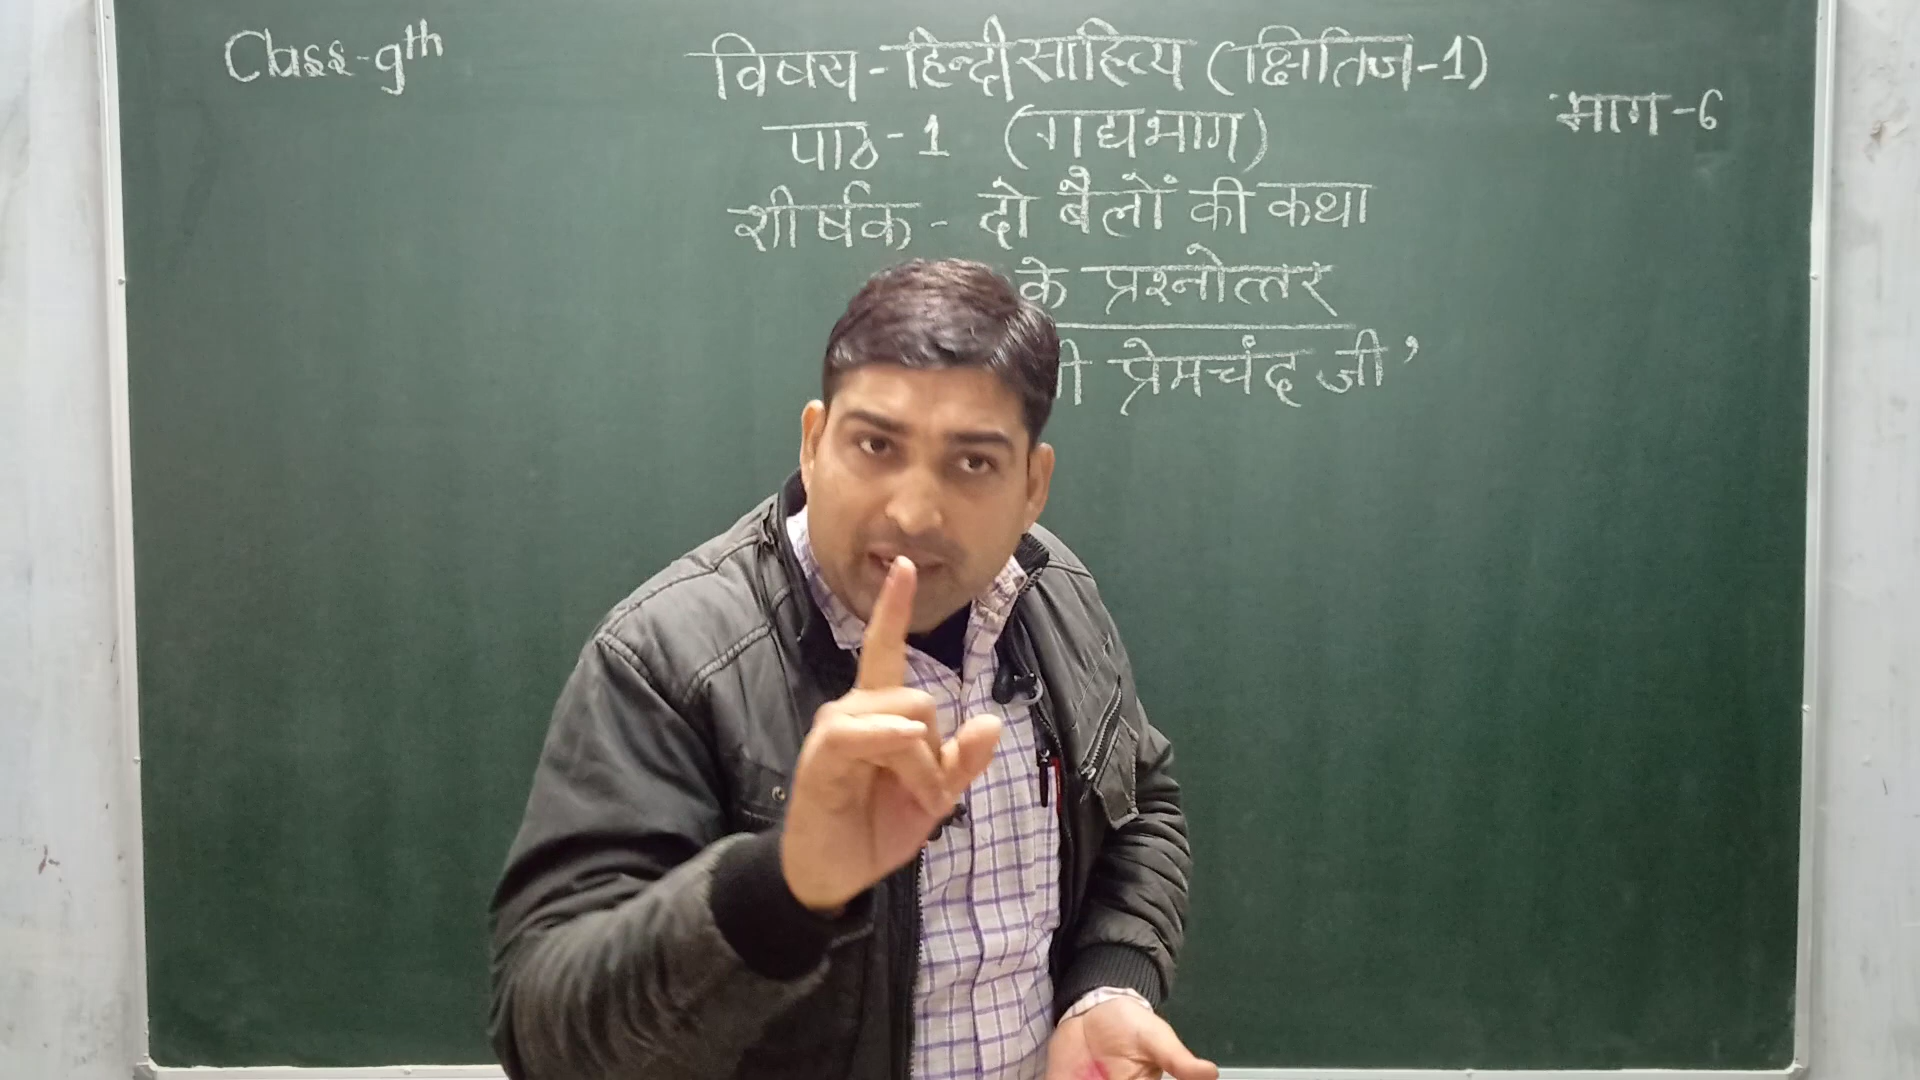 Class-9th
विषय-हिन्दी साहित्य (क्षितिज-1)
भाग-6
पाठ-1 (गद्यभाग)
शीर्षक- दो बैलों की कथा
के प्रश्नोत्तर
प्रेमचंद जी’